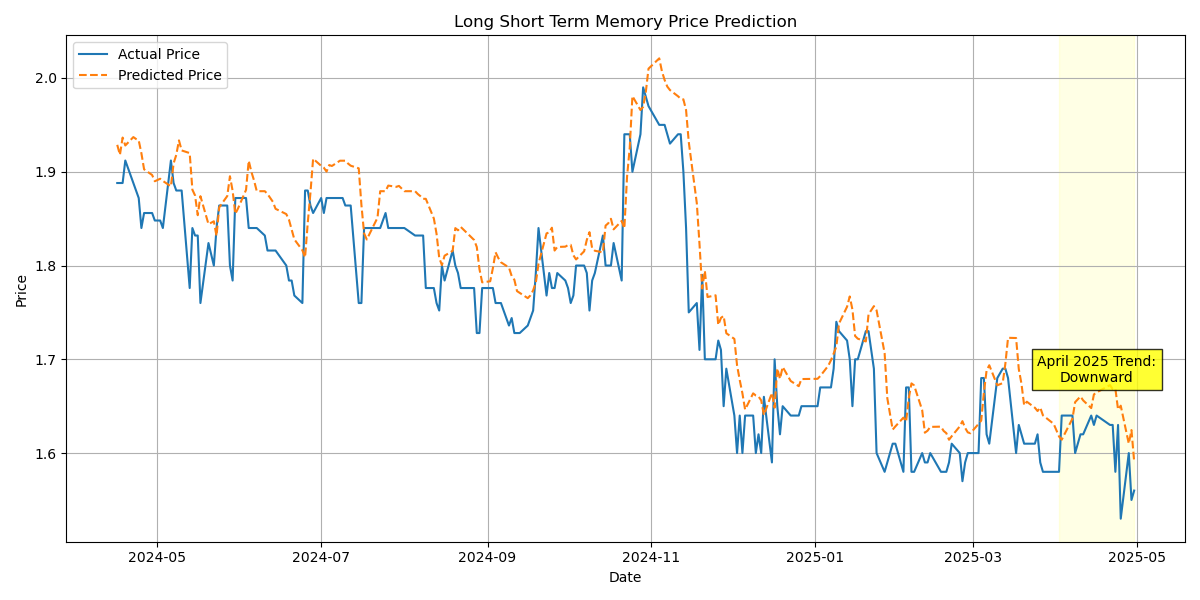 Long Short Term Memory Price Prediction
Actual Price
Predicted Price
2.0
1.9
1.8
1.7
1.6
Price
April 2025 Trend:
Downward
2024-05
2024-07
2024-09
2024-11
2025-01
2025-03
2025-05
Date